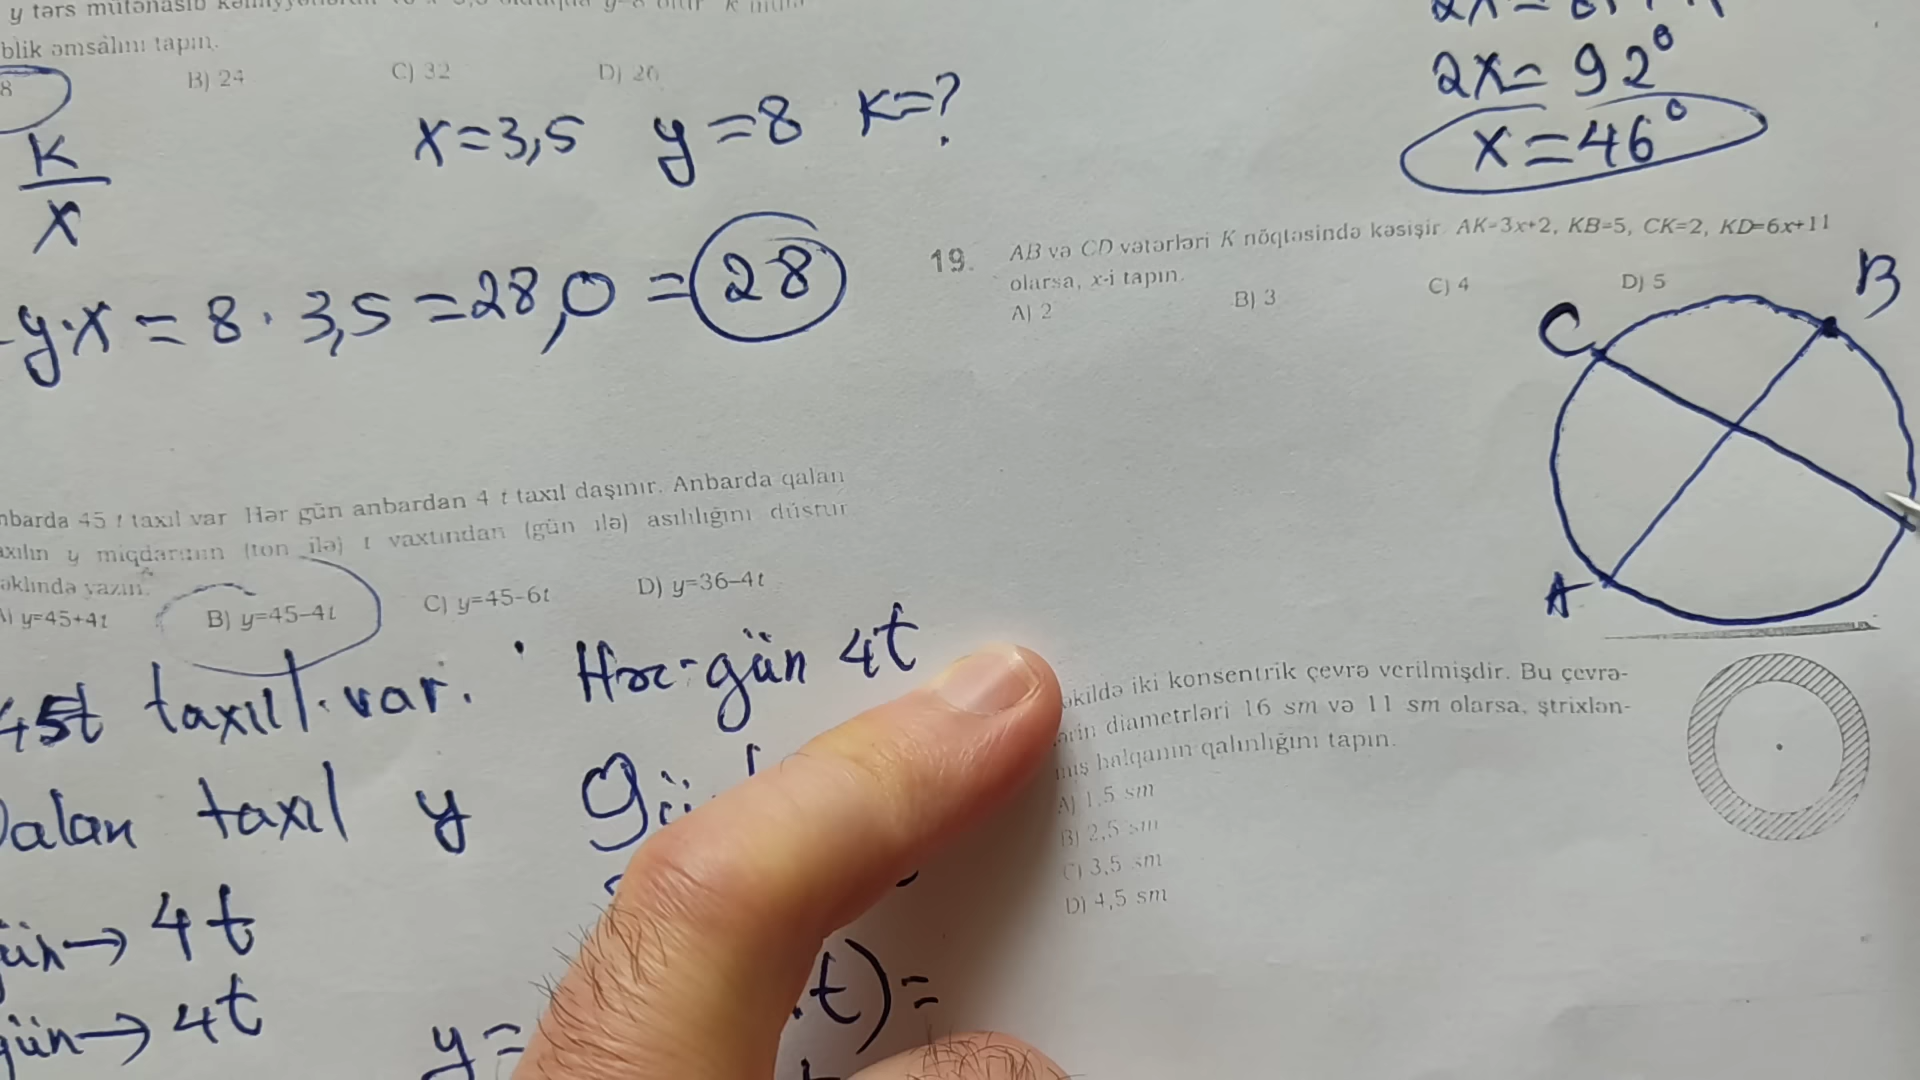 y tərs mütənasib
blik əmsalını tapın.
8
B) 24
C) 32
D) 26
K
x
x=3,5 y=8 K=?
y·x = 8 · 3,5 = 28,0 = 28
nbarda 45 t taxıl var Hər gün anbardan 4 t taxıl daşınır. Anbarda qalan
axılın y miqdarının (ton ilə) t vaxtından (gün ilə) asılılığını düstur
əklində yazın.
A) y=45+4t
B) y=45–4t
C) y=45–6t
D) y=36–4t
45t taxıl var. Hər gün 4t
alan taxıl y
ün → 4t
gün → 4t
y=
.t)=
2x= 92°
x=46°
19. AB və CD vətərləri K nöqtəsində kəsişir. AK=3x+2, KB=5, CK=2, KD=6x+11
olarsa, x-i tapın.
A) 2
B) 3
C) 4
D) 5
C
B
A
əkildə iki konsentrik çevrə verilmişdir. Bu çevrə-
ərin diametrləri 16 sm və 11 sm olarsa, ştrixlən-
miş halqanın qalınlığını tapın.
A) 1,5 sm
B) 2,5 sm
C) 3,5 sm
D) 4,5 sm